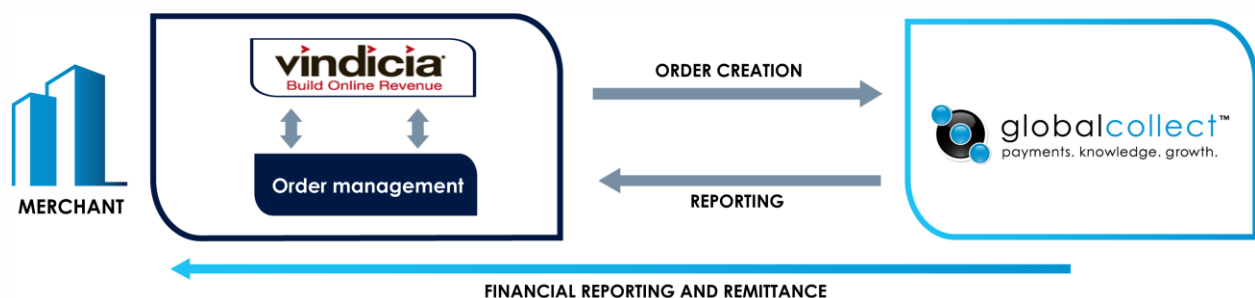 vindicia
Build Online Revenue
Order management
MERCHANT
ORDER CREATION
REPORTING
globalcollect™
payments. knowledge. growth.
FINANCIAL REPORTING AND REMITTANCE